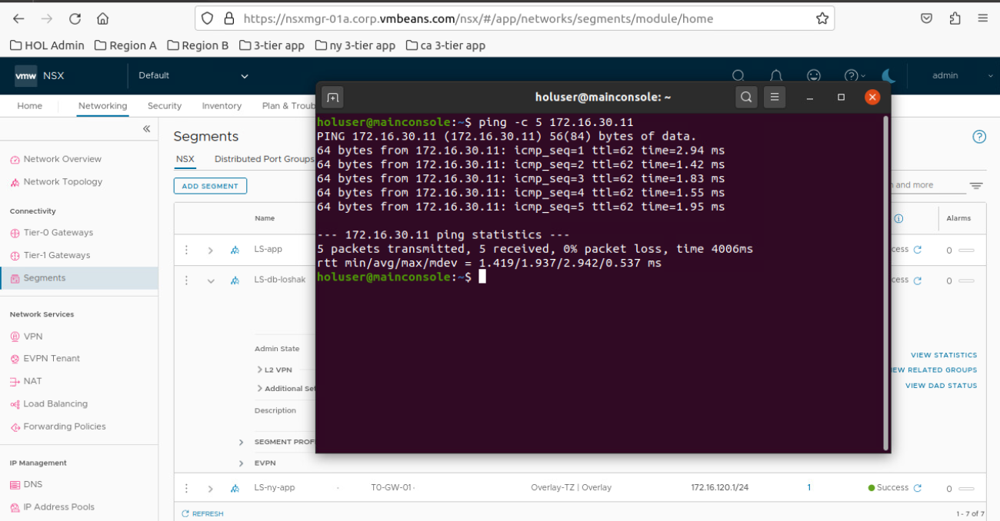 https://nsxmgr-01a.corp.vmbeans.com/nsx/#/app/networks/segments/module/home
HOL Admin Region A Region B 3-tier app ny 3-tier app ca 3-tier app
vmw NSX Default admin
Home Networking Security Inventory Plan & Troub
holuser@mainconsole: ~
holuser@mainconsole:~$ ping -c 5 172.16.30.11
PING 172.16.30.11 (172.16.30.11) 56(84) bytes of data.
64 bytes from 172.16.30.11: icmp_seq=1 ttl=62 time=2.94 ms
64 bytes from 172.16.30.11: icmp_seq=2 ttl=62 time=1.42 ms
64 bytes from 172.16.30.11: icmp_seq=3 ttl=62 time=1.83 ms
64 bytes from 172.16.30.11: icmp_seq=4 ttl=62 time=1.55 ms
64 bytes from 172.16.30.11: icmp_seq=5 ttl=62 time=1.95 ms
--- 172.16.30.11 ping statistics ---
5 packets transmitted, 5 received, 0% packet loss, time 4006ms
rtt min/avg/max/mdev = 1.419/1.937/2.942/0.537 ms
holuser@mainconsole:~$
Network Overview
Network Topology
Connectivity
Tier-0 Gateways
Tier-1 Gateways
Segments
Network Services
VPN
EVPN Tenant
NAT
Load Balancing
Forwarding Policies
IP Management
DNS
IP Address Pools
Segments
NSX Distributed Port Groups
ADD SEGMENT and more
Name Alarms
LS-app cess 0
LS-db-loshak cess 0
Admin State
VIEW STATISTICS
L2 VPN
EW RELATED GROUPS
Additional Set
VIEW DAD STATUS
Description
SEGMENT PROF
EVPN
LS-ny-app T0-GW-01 Overlay-TZ | Overlay 172.16.120.1/24 1 Success 0
REFRESH 1 - 7 of 7